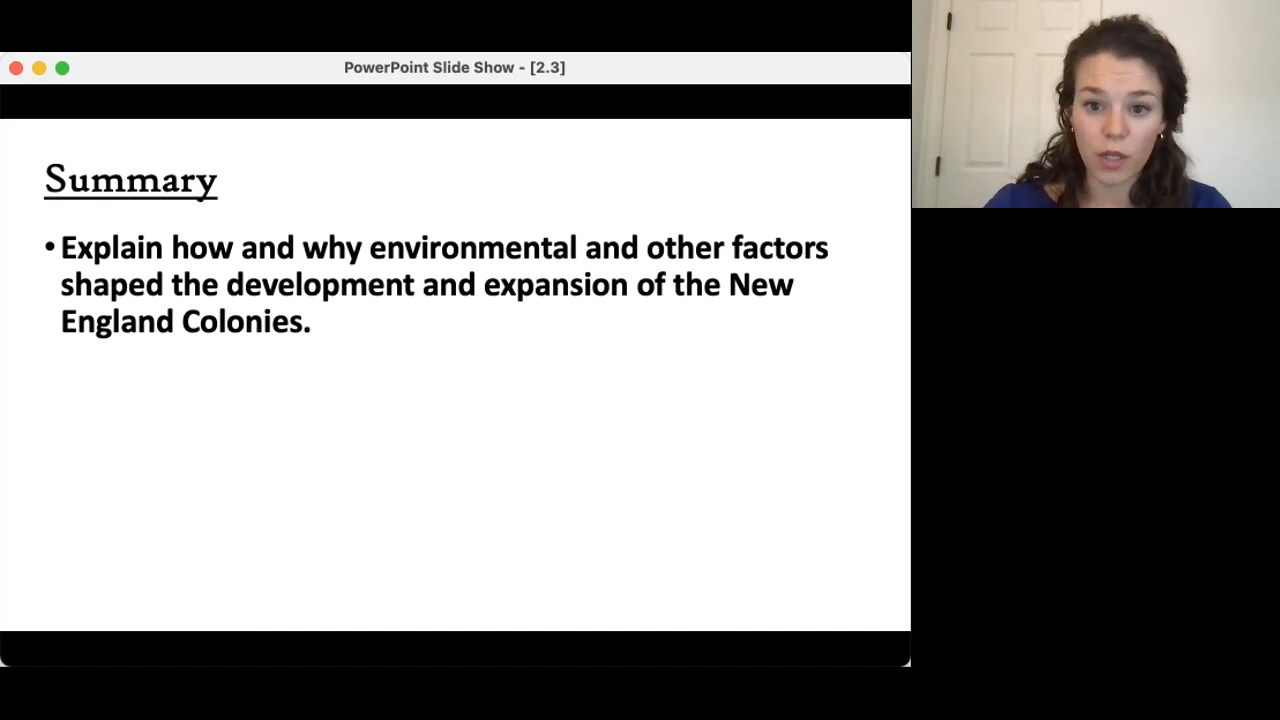 PowerPoint Slide Show - [2.3]
Summary
• Explain how and why environmental and other factors
shaped the development and expansion of the New
England Colonies.